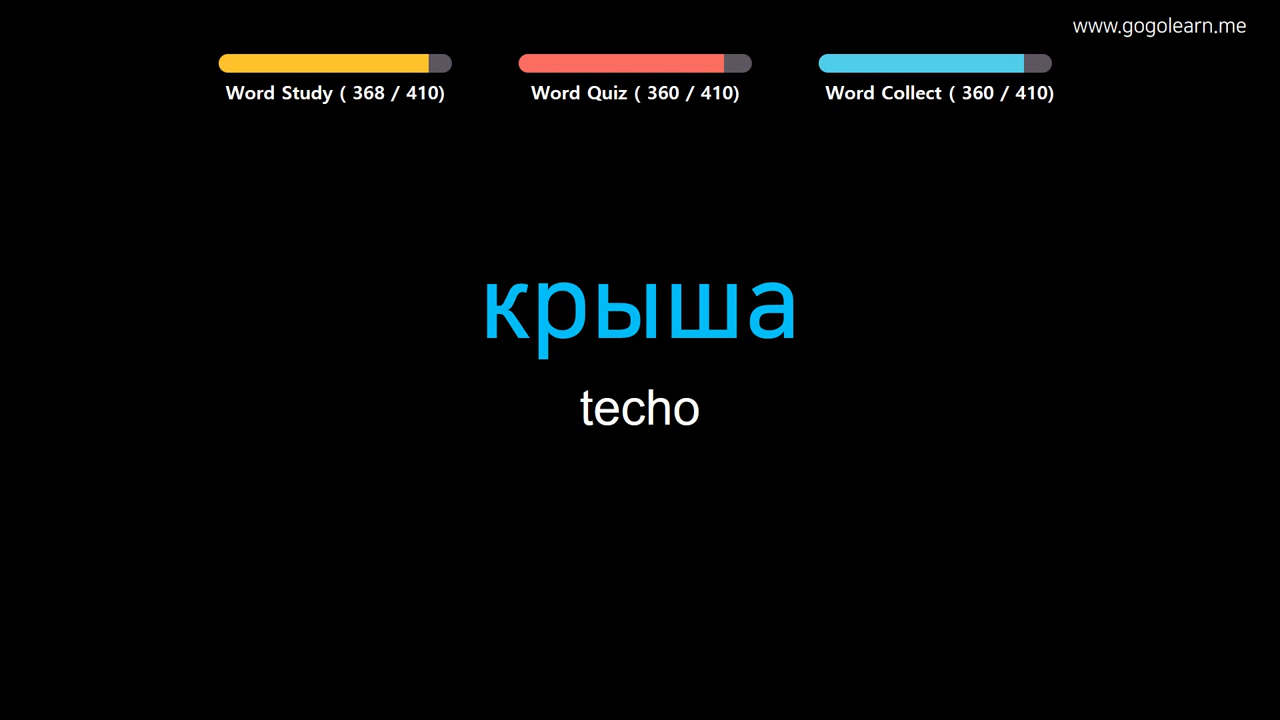 www.gogolearn.me
Word Study ( 368 / 410)
Word Quiz ( 360 / 410)
Word Collect ( 360 / 410)
крыша
techo